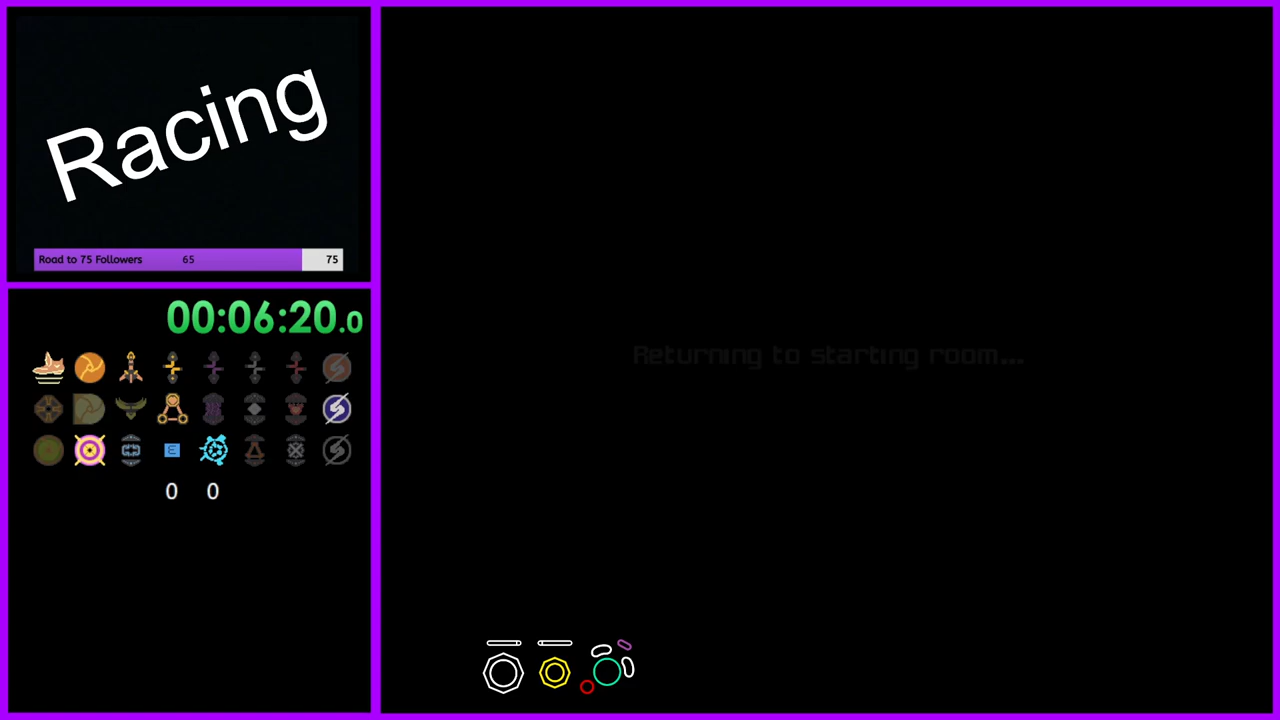 Racing
Road to 75 Followers 65 75
00:06:20.0
0 0
Returning to starting room...